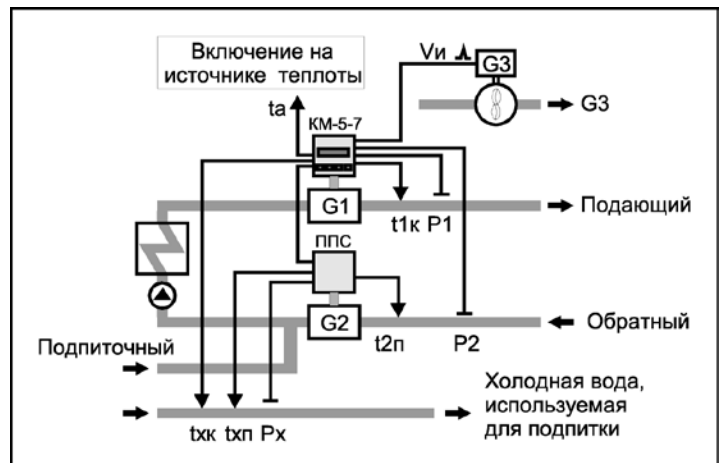 Включение на
источнике теплоты
Vи
G3
G3
ta
КМ-5-7
G1
Подающий
t1к P1
ППС
G2
Обратный
t2п
P2
Подпиточный
Холодная вода,
используемая
для подпитки
tхк tхп Pх